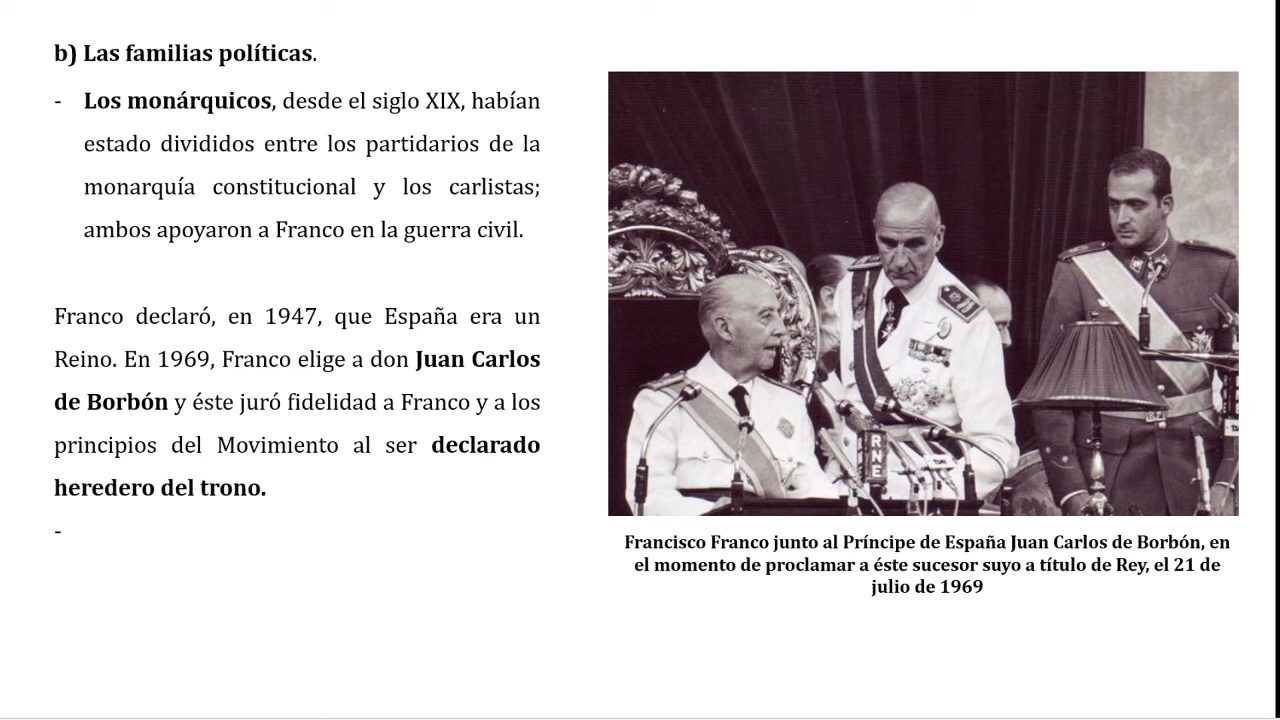 b) Las familias políticas.
- Los monárquicos, desde el siglo XIX, habían
estado divididos entre los partidarios de la
monarquía constitucional y los carlistas;
ambos apoyaron a Franco en la guerra civil.
Franco declaró, en 1947, que España era un
Reino. En 1969, Franco elige a don Juan Carlos
de Borbón y éste juró fidelidad a Franco y a los
principios del Movimiento al ser declarado
heredero del trono.
-
RNE
Francisco Franco junto al Príncipe de España Juan Carlos de Borbón, en
el momento de proclamar a éste sucesor suyo a título de Rey, el 21 de
julio de 1969